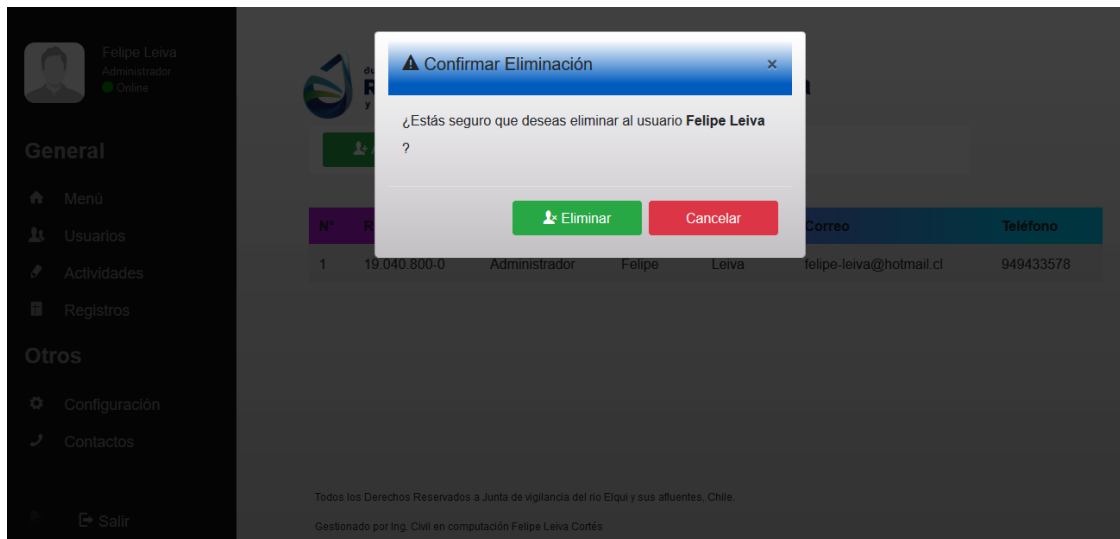 Felipe Leiva
Administrador
Online
General
Menú
Usuarios
Actividades
Registros
Otros
Configuración
Contactos
Salir
Confirmar Eliminación ×
¿Estás seguro que deseas eliminar al usuario Felipe Leiva
?
Eliminar Cancelar
N° Correo Teléfono
1 19.040.800-0 Administrador Felipe Leiva felipe-leiva@hotmail.cl 949433578
Todos los Derechos Reservados a Junta de vigilancia del rio Elqui y sus afluentes, Chile.
Gestionado por Ing. Civil en computación Felipe Leiva Cortés